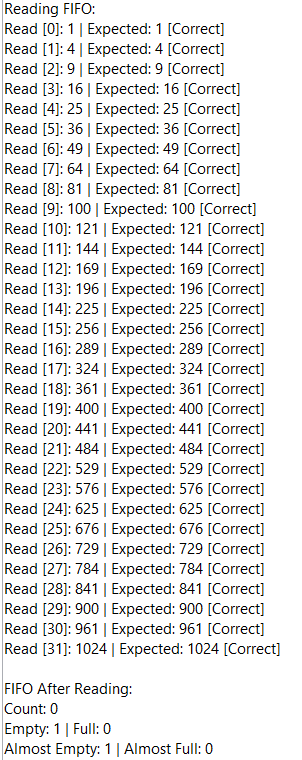 Reading FIFO:
Read [0]: 1 | Expected: 1 [Correct]
Read [1]: 4 | Expected: 4 [Correct]
Read [2]: 9 | Expected: 9 [Correct]
Read [3]: 16 | Expected: 16 [Correct]
Read [4]: 25 | Expected: 25 [Correct]
Read [5]: 36 | Expected: 36 [Correct]
Read [6]: 49 | Expected: 49 [Correct]
Read [7]: 64 | Expected: 64 [Correct]
Read [8]: 81 | Expected: 81 [Correct]
Read [9]: 100 | Expected: 100 [Correct]
Read [10]: 121 | Expected: 121 [Correct]
Read [11]: 144 | Expected: 144 [Correct]
Read [12]: 169 | Expected: 169 [Correct]
Read [13]: 196 | Expected: 196 [Correct]
Read [14]: 225 | Expected: 225 [Correct]
Read [15]: 256 | Expected: 256 [Correct]
Read [16]: 289 | Expected: 289 [Correct]
Read [17]: 324 | Expected: 324 [Correct]
Read [18]: 361 | Expected: 361 [Correct]
Read [19]: 400 | Expected: 400 [Correct]
Read [20]: 441 | Expected: 441 [Correct]
Read [21]: 484 | Expected: 484 [Correct]
Read [22]: 529 | Expected: 529 [Correct]
Read [23]: 576 | Expected: 576 [Correct]
Read [24]: 625 | Expected: 625 [Correct]
Read [25]: 676 | Expected: 676 [Correct]
Read [26]: 729 | Expected: 729 [Correct]
Read [27]: 784 | Expected: 784 [Correct]
Read [28]: 841 | Expected: 841 [Correct]
Read [29]: 900 | Expected: 900 [Correct]
Read [30]: 961 | Expected: 961 [Correct]
Read [31]: 1024 | Expected: 1024 [Correct]

FIFO After Reading:
Count: 0
Empty: 1 | Full: 0
Almost Empty: 1 | Almost Full: 0